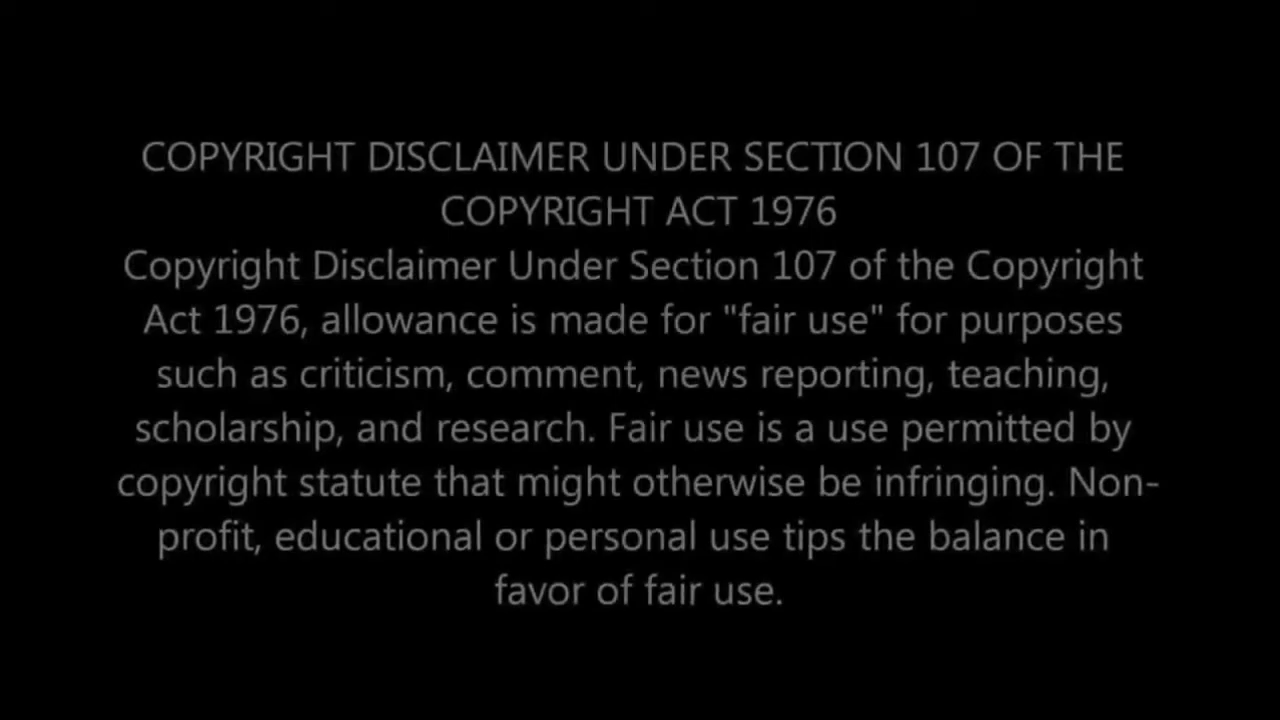 COPYRIGHT DISCLAIMER UNDER SECTION 107 OF THE
COPYRIGHT ACT 1976
Copyright Disclaimer Under Section 107 of the Copyright
Act 1976, allowance is made for "fair use" for purposes
such as criticism, comment, news reporting, teaching,
scholarship, and research. Fair use is a use permitted by
copyright statute that might otherwise be infringing. Non-
profit, educational or personal use tips the balance in
favor of fair use.